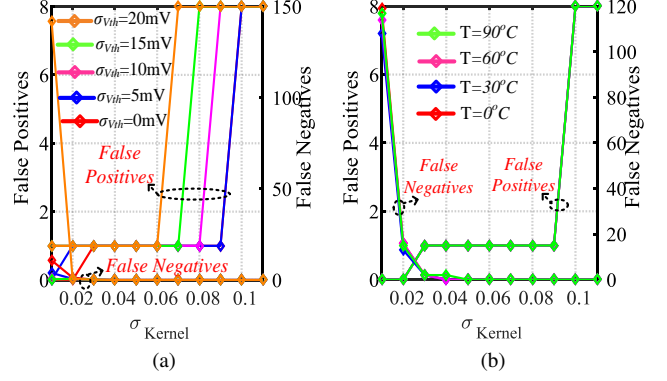 8
6
4
2
0
False Positives
150
100
50
0
False Negatives
σVth=20mV
σVth=15mV
σVth=10mV
σVth=5mV
σVth=0mV
False
Positives
False Negatives
0.02 0.04 0.06 0.08 0.1
σKernel
(a)
8
6
4
2
0
False Positives
120
100
80
60
40
20
0
False Negatives
T=90°C
T=60°C
T=30°C
T=0°C
False
Negatives
False
Positives
0.02 0.04 0.06 0.08 0.1
σKernel
(b)